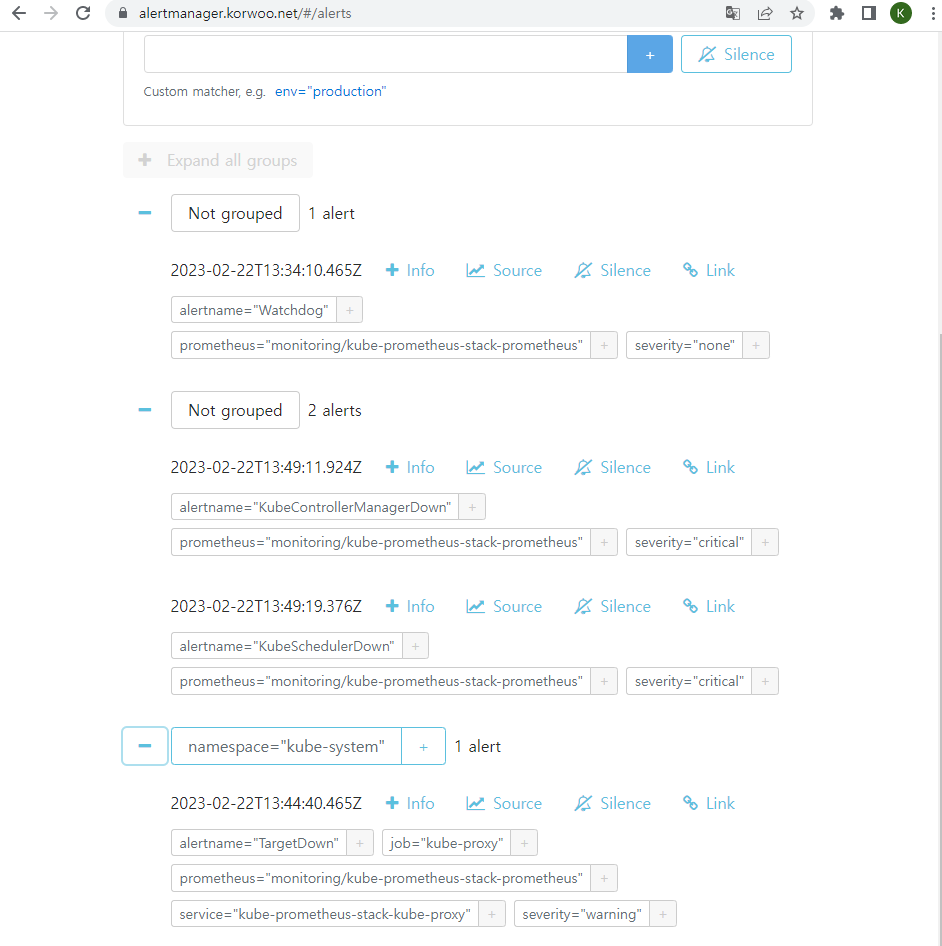 alertmanager.korwoo.net/#/alerts K
+ Silence
Custom matcher, e.g. env="production"
+ Expand all groups
Not grouped 1 alert
2023-02-22T13:34:10.465Z + Info Source Silence Link
alertname="Watchdog" +
prometheus="monitoring/kube-prometheus-stack-prometheus" + severity="none" +
Not grouped 2 alerts
2023-02-22T13:49:11.924Z + Info Source Silence Link
alertname="KubeControllerManagerDown" +
prometheus="monitoring/kube-prometheus-stack-prometheus" + severity="critical" +
2023-02-22T13:49:19.376Z + Info Source Silence Link
alertname="KubeSchedulerDown" +
prometheus="monitoring/kube-prometheus-stack-prometheus" + severity="critical" +
namespace="kube-system" + 1 alert
2023-02-22T13:44:40.465Z + Info Source Silence Link
alertname="TargetDown" + job="kube-proxy" +
prometheus="monitoring/kube-prometheus-stack-prometheus" +
service="kube-prometheus-stack-kube-proxy" + severity="warning" +